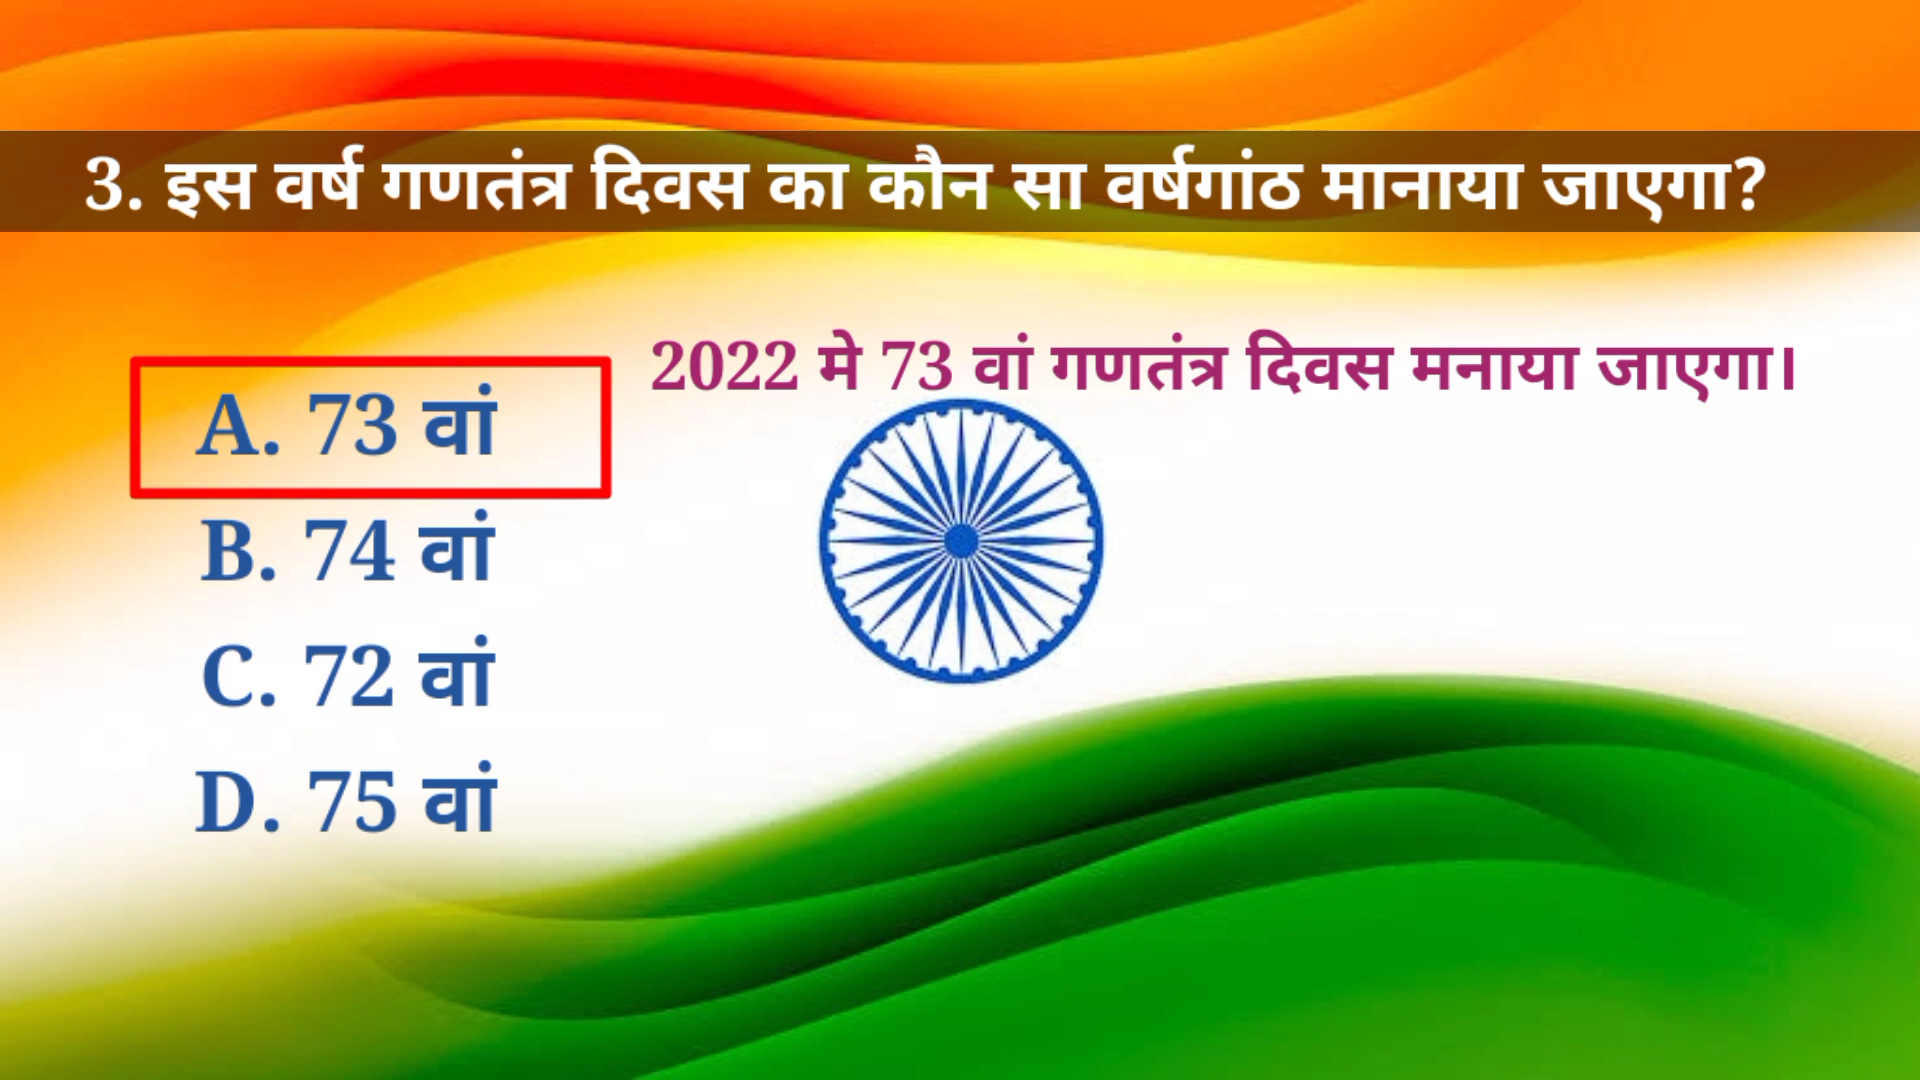 3. इस वर्ष गणतंत्र दिवस का कौन सा वर्षगांठ मानाया जाएगा?
2022 मे 73 वां गणतंत्र दिवस मनाया जाएगा।
A. 73 वां
B. 74 वां
C. 72 वां
D. 75 वां